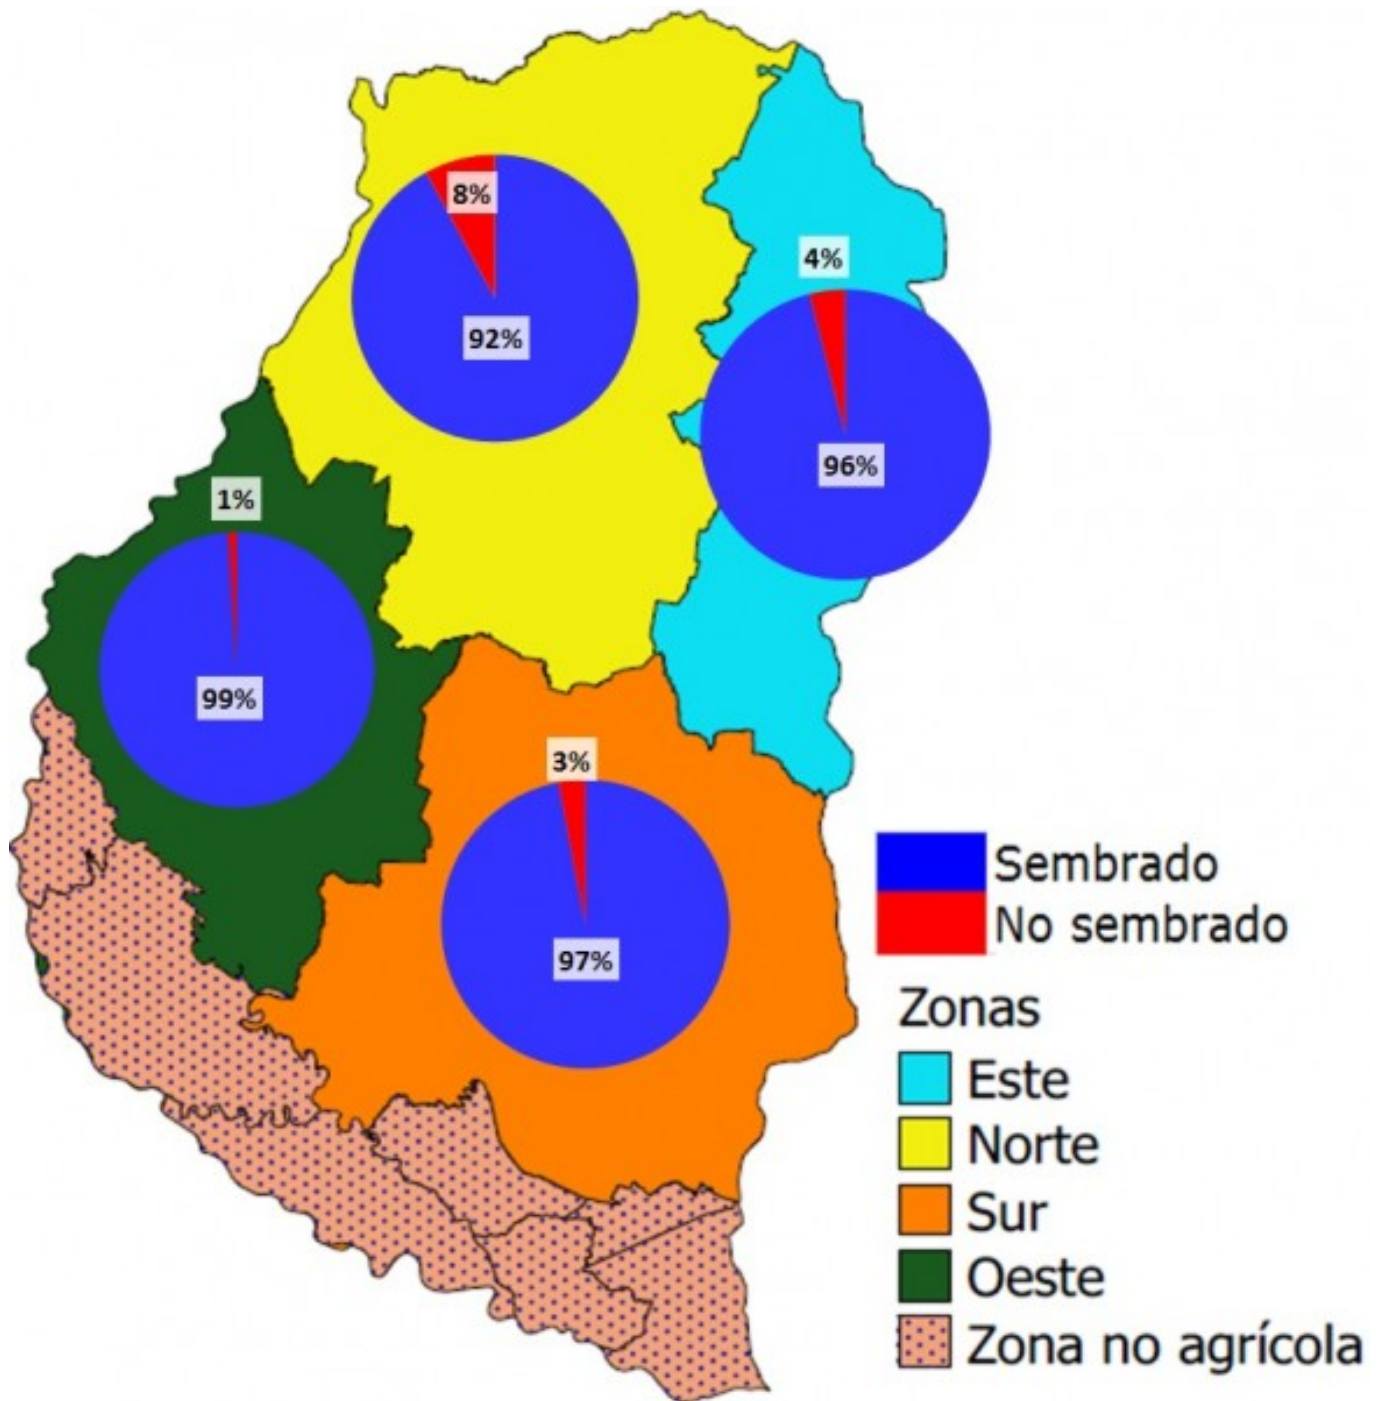 8%
92%
4%
96%
1%
99%
3%
97%
Sembrado
No sembrado
Zonas
Este
Norte
Sur
Oeste
Zona no agrícola